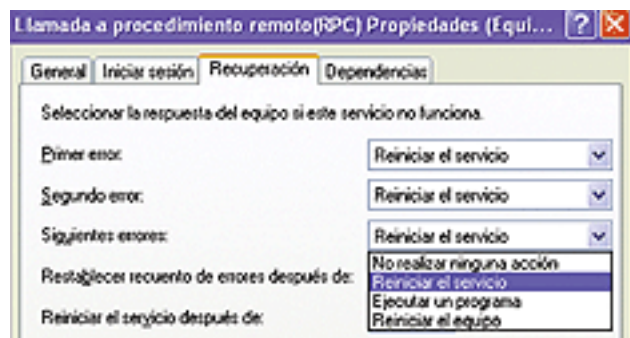 Llamada a procedimiento remoto(RPC) Propiedades (Equi...
General Iniciar sesión Recuperación Dependencias
Seleccionar la respuesta del equipo si este servicio no funciona.
Primer error: Reiniciar el servicio
Segundo error: Reiniciar el servicio
Siguientes errores: Reiniciar el servicio
No realizar ninguna acción
Restablecer recuento de errores después de: Reiniciar el servicio
Ejecutar un programa
Reiniciar el servicio después de: Reiniciar el equipo